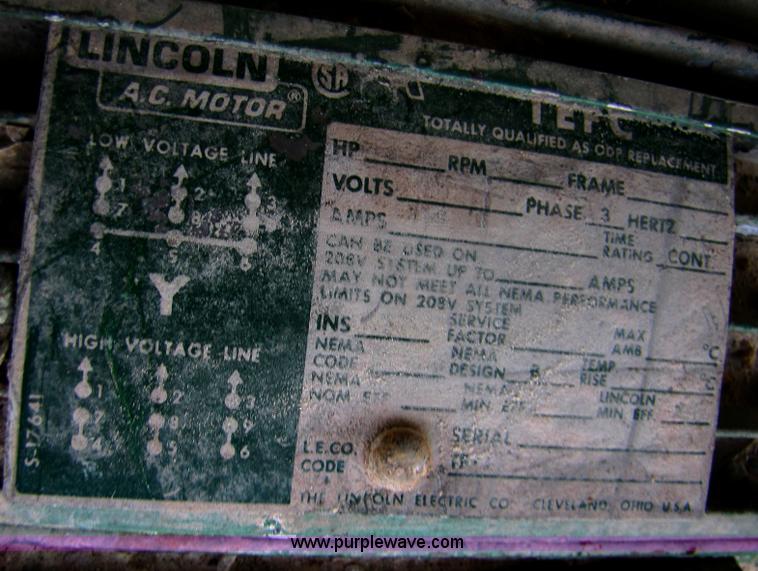 LINCOLN
A.C. MOTOR®
SA
TEFC
TOTALLY QUALIFIED AS ODP REPLACEMENT
LOW VOLTAGE LINE
1 2 3
7 8 9
4 5 6
Y
HIGH VOLTAGE LINE
1 2 3
7 8 9
4 5 6
S-17641
HP RPM FRAME
VOLTS PHASE 3 HERTZ
AMPS TIME RATING CONT.
CAN BE USED ON
208V SYSTEM UP TO AMPS
MAY NOT MEET ALL NEMA PERFORMANCE
LIMITS ON 208V SYSTEM
INS SERVICE FACTOR MAX AMB °C
NEMA CODE NEMA DESIGN B TEMP RISE °C
NEMA NOM EFF NEMA MIN EFF LINCOLN MIN EFF
L.E.CO. CODE SERIAL
THE LINCOLN ELECTRIC CO. CLEVELAND, OHIO U.S.A.
www.purplewave.com